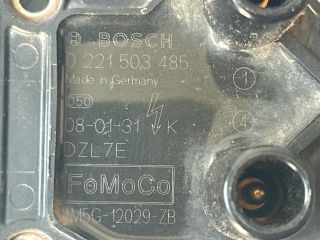 BOSCH
0 221 503 485
Made in Germany
050
1
08-01-31 K
4
DZL7E
FoMoCo
4M5G-12029-ZB